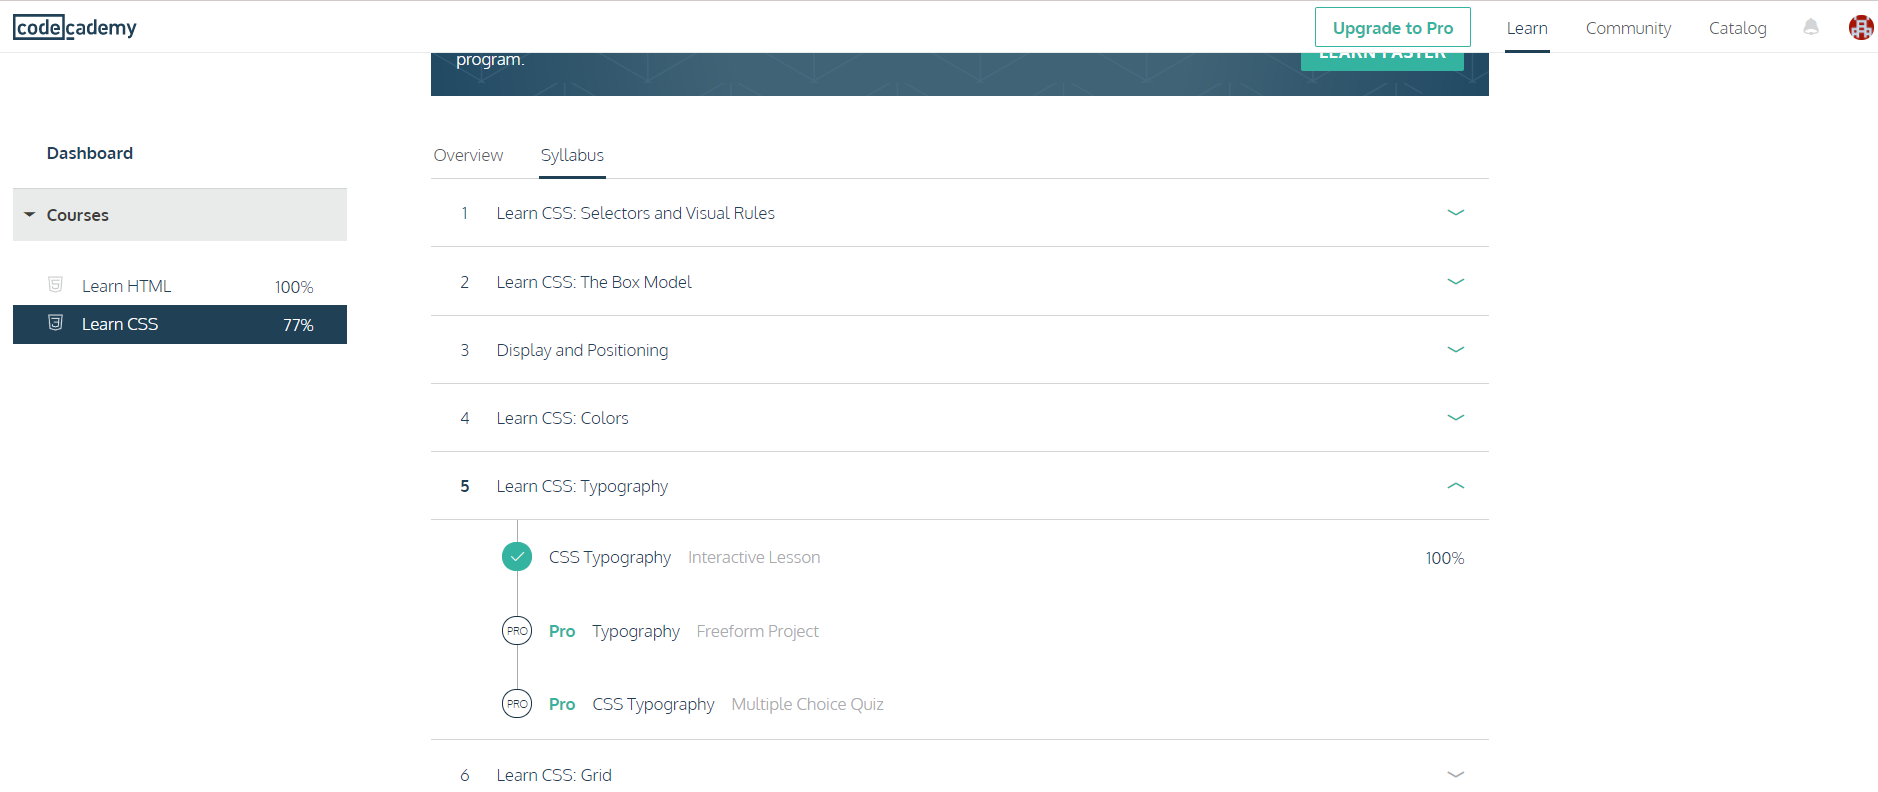 codecademy
Upgrade to Pro
Learn
Community
Catalog
program.
LEARN FASTER
Dashboard
Courses
Learn HTML 100%
Learn CSS 77%
Overview
Syllabus
1 Learn CSS: Selectors and Visual Rules
2 Learn CSS: The Box Model
3 Display and Positioning
4 Learn CSS: Colors
5 Learn CSS: Typography
CSS Typography Interactive Lesson 100%
PRO Pro Typography Freeform Project
PRO Pro CSS Typography Multiple Choice Quiz
6 Learn CSS: Grid